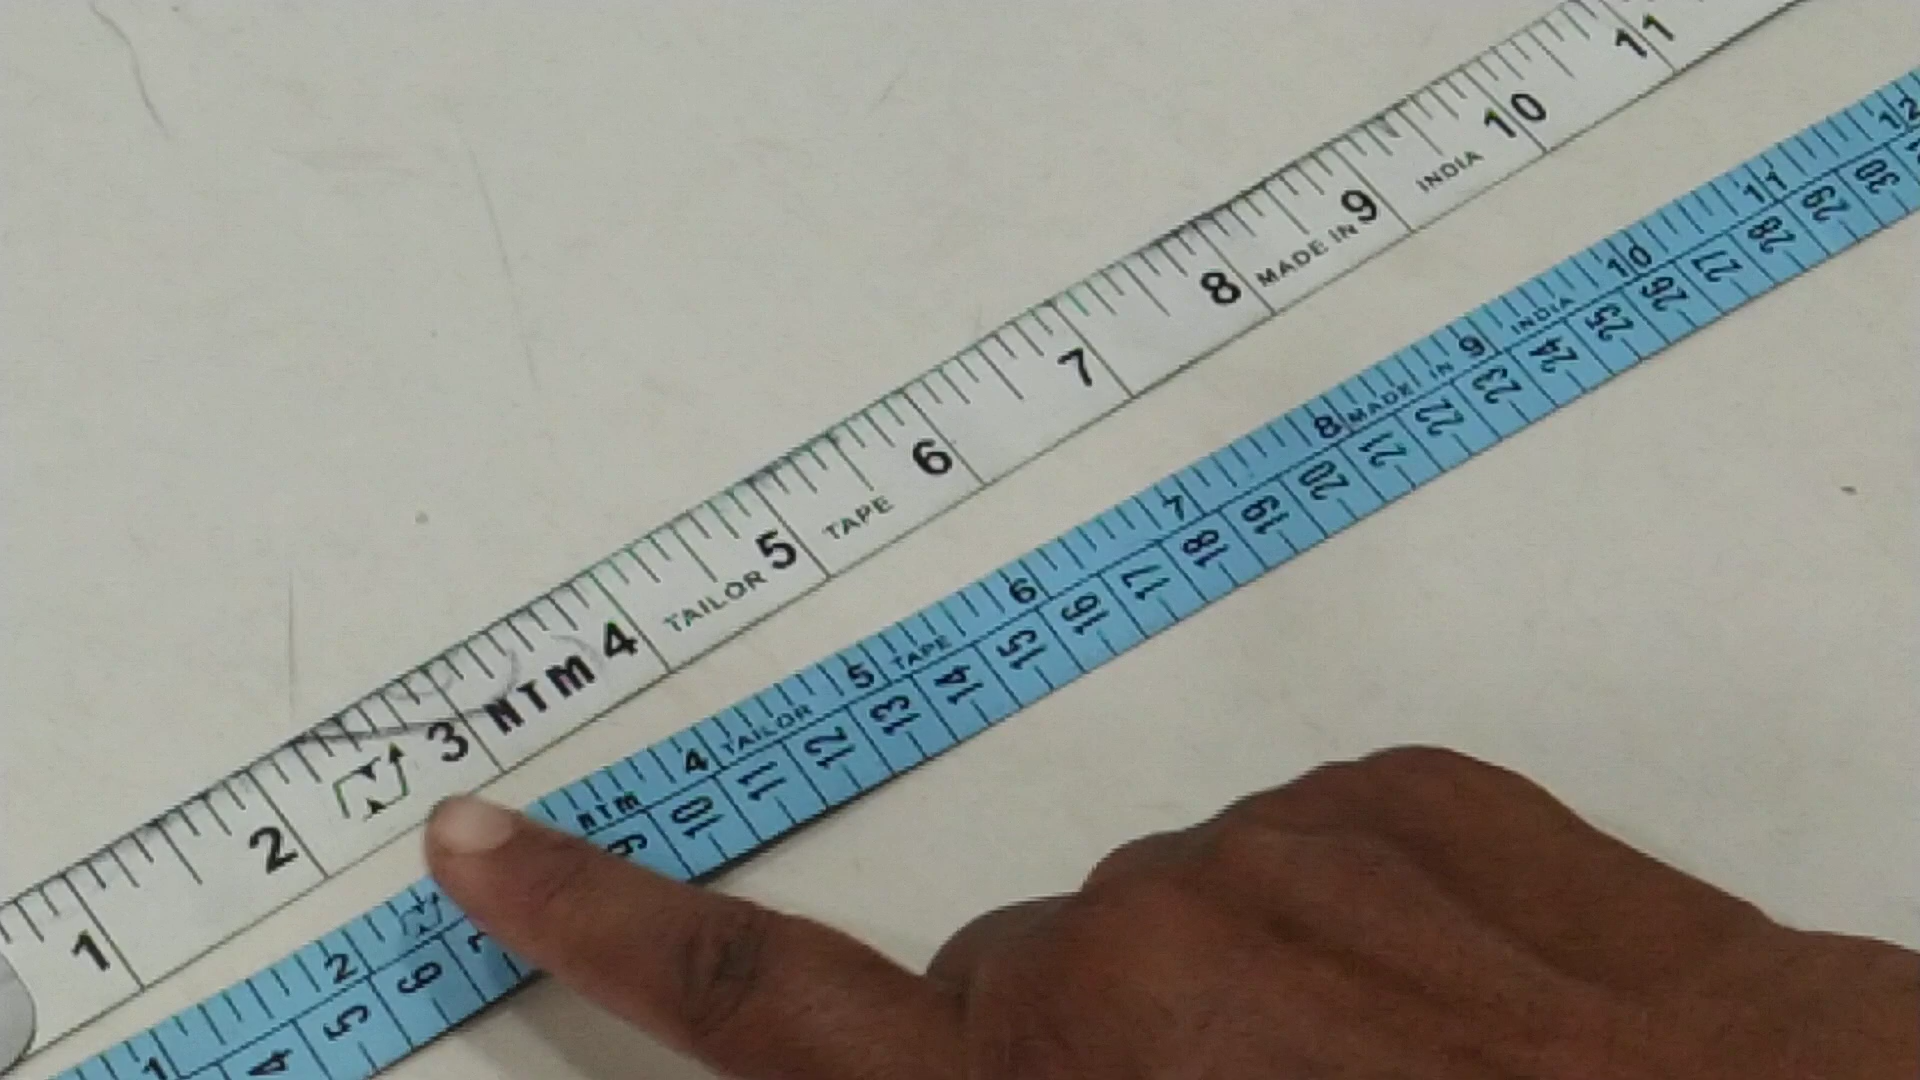 1 2 3 NTM 4 TAILOR 5 TAPE 6 7 8 MADE IN 9 INDIA 10 11
1 2 NTM 4 TAILOR 5 TAPE 6 7 8 MADE IN 9 INDIA 10 11 12
4 5 6 7 9 10 11 12 13 14 15 16 17 18 19 20 21 22 23 24 25 26 27 28 29 30